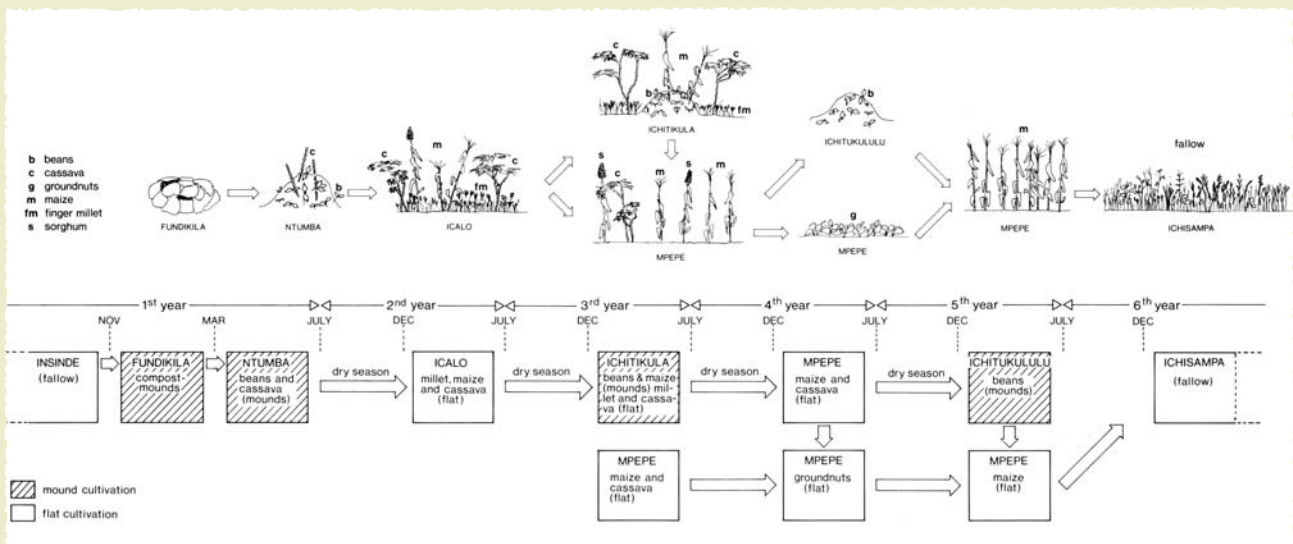 c
m
c
b
fm
ICHITIKULA
b
ICHITUKULULU
m
fallow
b beans
c cassava
g groundnuts
m maize
fm finger millet
s sorghum
c
b
c
m
fm
c
s
c
m
s
m
g
FUNDIKILA
NTUMBA
ICALO
MPEPE
MPEPE
MPEPE
ICHISAMPA
1st year
2nd year
3rd year
4th year
5th year
6th year
NOV
MAR
JULY
DEC
JULY
DEC
JULY
DEC
JULY
DEC
JULY
DEC
INSINDE
(fallow)
FUNDIKILA
compost-
mounds
NTUMBA
beans and
cassava
(mounds)
dry season
ICALO
millet, maize
and cassava
(flat)
dry season
ICHITIKULA
beans & maize
(mounds) mil-
let and cassa-
va (flat)
dry season
MPEPE
maize and
cassava
(flat)
dry season
ICHITUKULULU
beans
(mounds)
ICHISAMPA
(fallow)
MPEPE
maize and
cassava
(flat)
MPEPE
groundnuts
(flat)
MPEPE
maize
(flat)
mound cultivation
flat cultivation